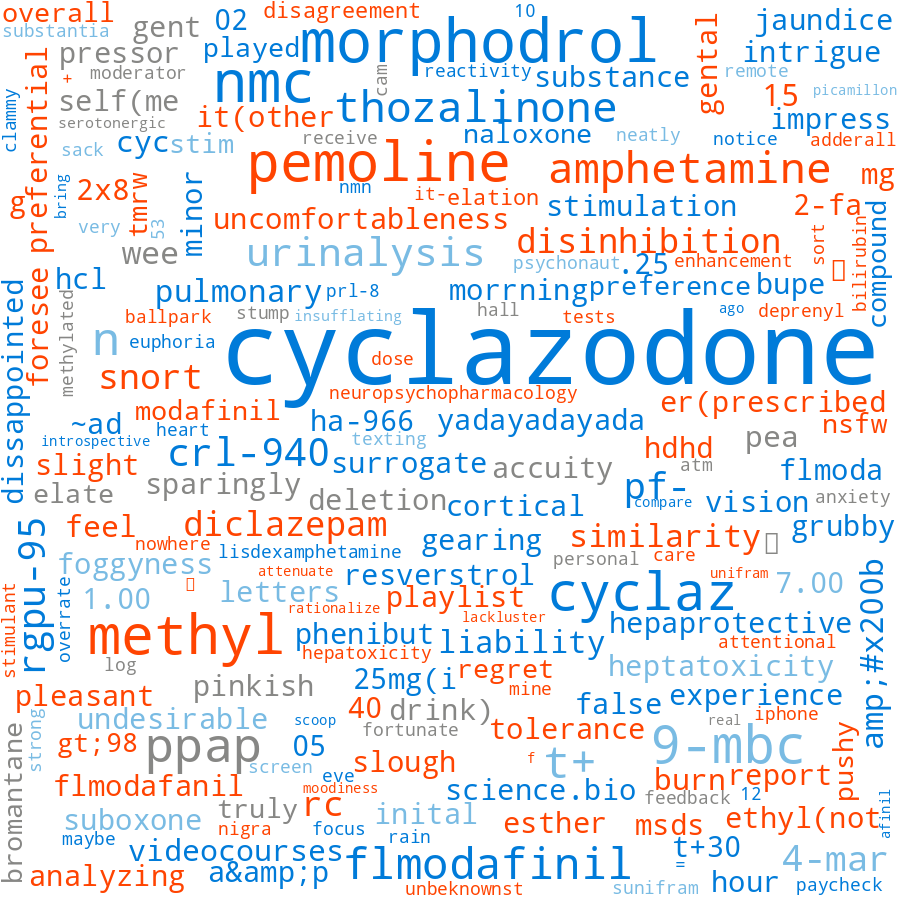 overall
substantia
gent
02
disagreement
10
jaundice
pressor
played
morphodrol
gental
intrigue
+
moderator
nmc
cam
reactivity
substance
remote
self(me
thozalinone
15
picamillon
clammy
preferential
serotonergic
it(other
receive
naloxone
neatly
notice
impress
adderall
sack
cyc
stim
pemoline
amphetamine
mg
bring
2x8
tmrw
minor
nmn
it-
elation
stimulation
2-fa
g
very
53
uncomfortableness
disinhibition
sort
bilirubin
compound
wee
urinalysis
psychonaut
.25
enhancement
foresee
hcl
pulmonary
prl-8
morrning
preference
bupe
dissappointed
methylated
ballpark
stump
insufflating
hall
tests
ago
deprenyl
n
euphoria
cyclazodone
snort
dose
neuropsychopharmacology
modafinil
er(prescribed
~ad
heart
ha-966
yadayadayada
nsfw
introspective
texting
hdhd
pea
slight
crl-940
surrogate
accuity
atm
flmoda
elate
sparingly
deletion
cortical
pf-
compare
vision
anxiety
rgpu-95
feel
diclazepam
gearing
similarity
grubby
nowhere
lisdexamphetamine
personal
care
foggyness
attenuate
resverstrol
unifram
stimulant
overrate
1.00
letters
rationalize
playlist
lackluster
cyclaz
7.00
amp;#x200b
methyl
phenibut
liability
hepaprotective
log
hepatoxicity
attentional
pinkish
25mg(i
regret
mine
heptatoxicity
pleasant
40
drink)
false
experience
bromantane
strong
undesirable
scoop
fortunate
tolerance
real
iphone
gt;98
ppap
05
slough
f
t+
9-mbc
pushy
screen
eve
flmodafanil
moodiness
science.bio
burn
report
truly
rc
inital
feedback
12
afinil
suboxone
nigra
focus
rain
esther
msds
ethyl(not
maybe
videocourses
t+30
=
4-mar
analyzing
a&amp;p
flmodafinil
unbeknownst
sunifram
hour
paycheck